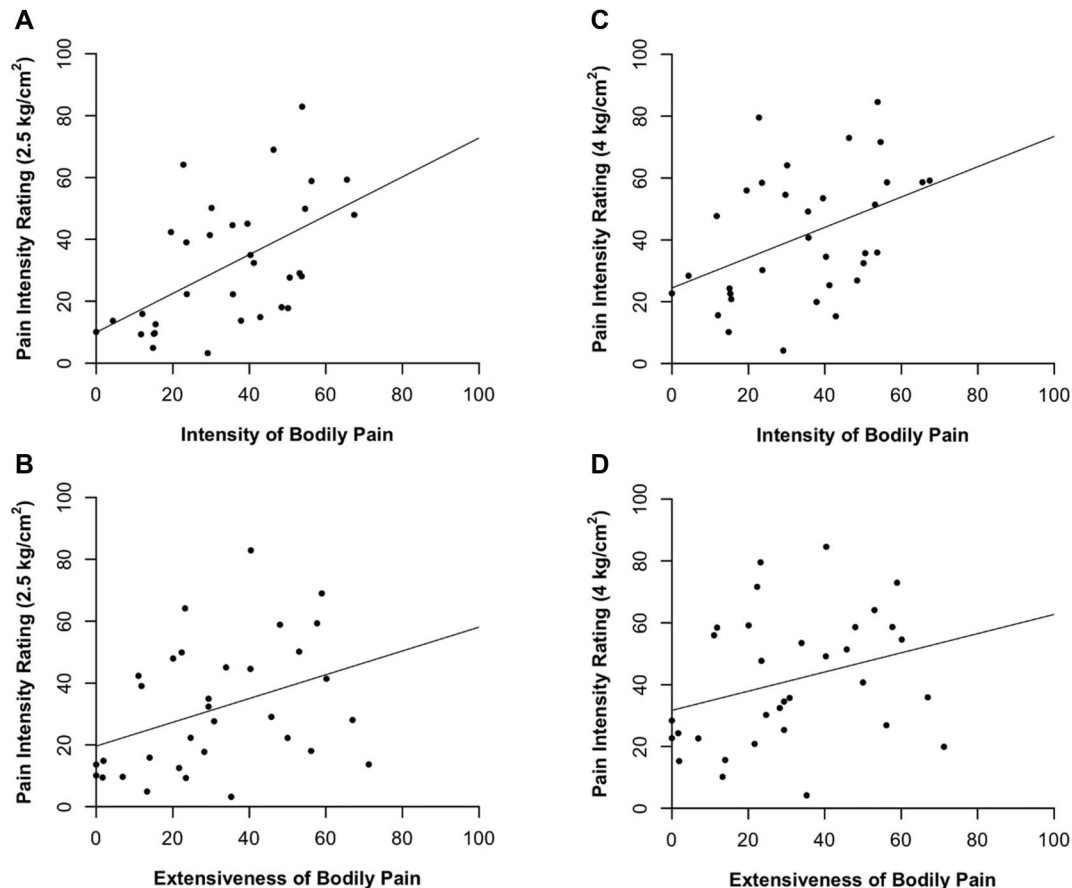 A
Pain Intensity Rating (2.5 kg/cm²)
0 20 40 60 80 100
0 20 40 60 80 100
Intensity of Bodily Pain
C
Pain Intensity Rating (4 kg/cm²)
0 20 40 60 80 100
0 20 40 60 80 100
Intensity of Bodily Pain
B
Pain Intensity Rating (2.5 kg/cm²)
0 20 40 60 80 100
0 20 40 60 80 100
Extensiveness of Bodily Pain
D
Pain Intensity Rating (4 kg/cm²)
0 20 40 60 80 100
0 20 40 60 80 100
Extensiveness of Bodily Pain